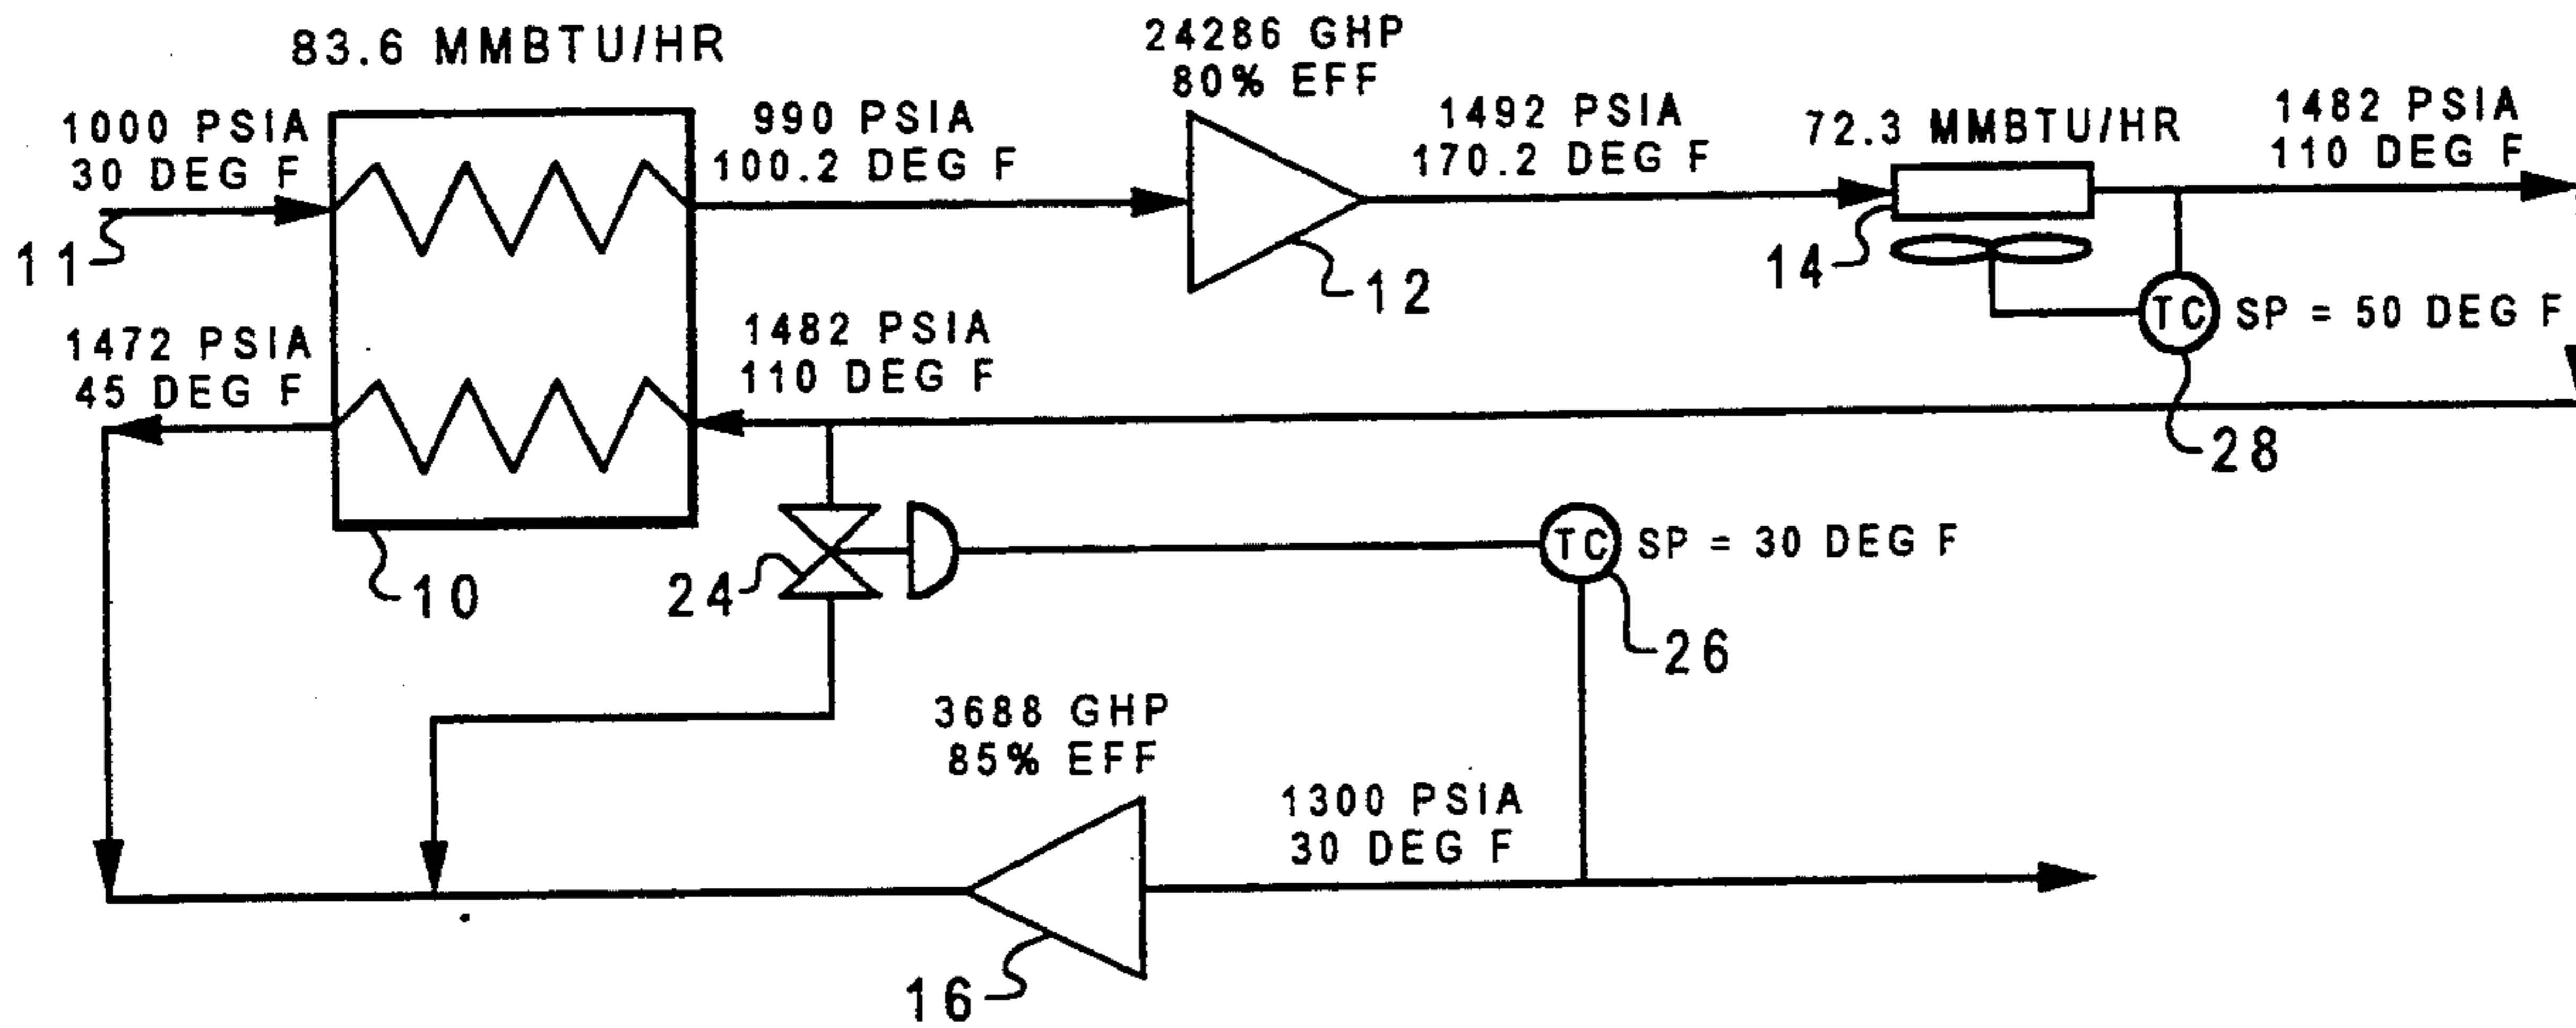 83.6 MMBTU/HR
24286 GHP
80% EFF
1000 PSIA
30 DEG F
990 PSIA
100.2 DEG F
1492 PSIA
170.2 DEG F
72.3 MMBTU/HR
1482 PSIA
110 DEG F
11
12
14
TC SP = 50 DEG F
1472 PSIA
45 DEG F
1482 PSIA
110 DEG F
28
TC SP = 30 DEG F
10
24
26
3688 GHP
85% EFF
1300 PSIA
30 DEG F
16